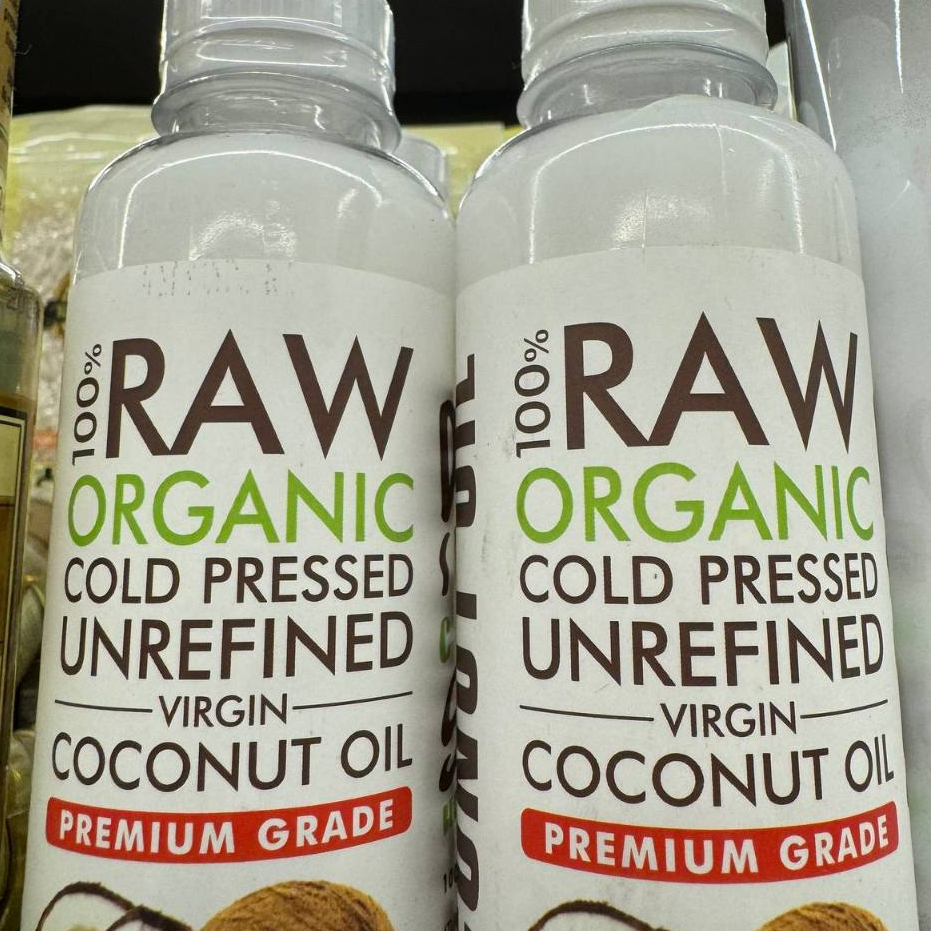 100% RAW
ORGANIC
COLD PRESSED
UNREFINED
VIRGIN
COCONUT OIL
PREMIUM GRADE
100% RAW
ORGANIC
COLD PRESSED
UNREFINED
VIRGIN
COCONUT OIL
PREMIUM GRADE